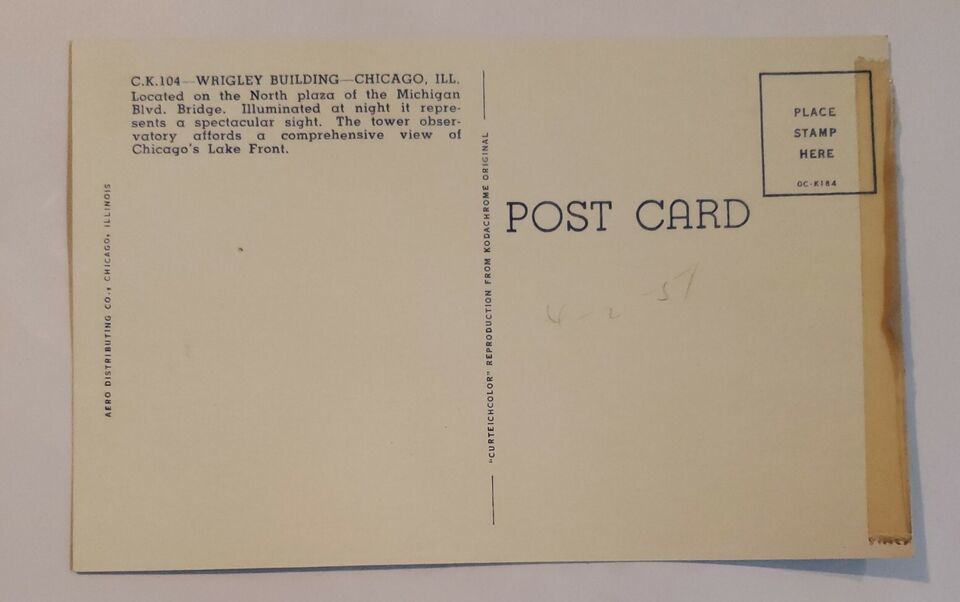 C.K.104—WRIGLEY BUILDING—CHICAGO, ILL.
Located on the North plaza of the Michigan
Blvd. Bridge. Illuminated at night it repre-
sents a spectacular sight. The tower obser-
vatory affords a comprehensive view of
Chicago's Lake Front.
AERO DISTRIBUTING CO., CHICAGO, ILLINOIS
"CURTEICHCOLOR" REPRODUCTION FROM KODACHROME ORIGINAL
POST CARD
PLACE
STAMP
HERE
OC-K184
4-2-57